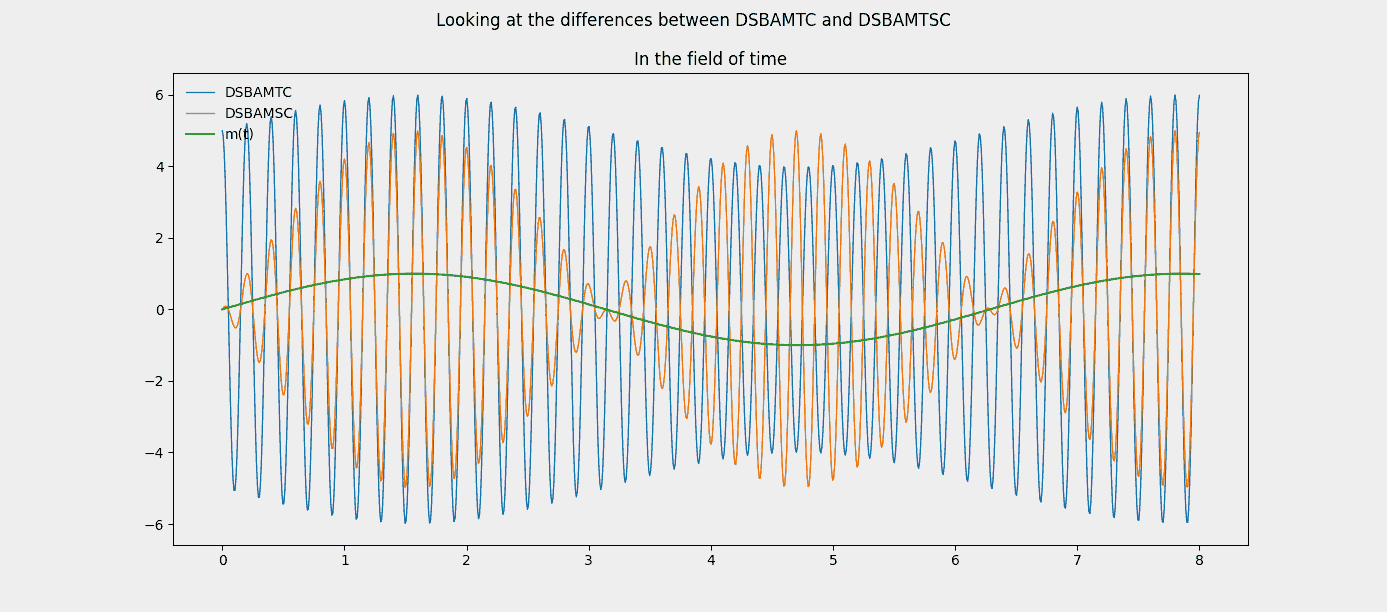 Looking at the differences between DSBAMTC and DSBAMTSC
In the field of time
DSBAMTC
DSBAMSC
m(t)
6
4
2
0
−2
−4
−6
0 1 2 3 4 5 6 7 8